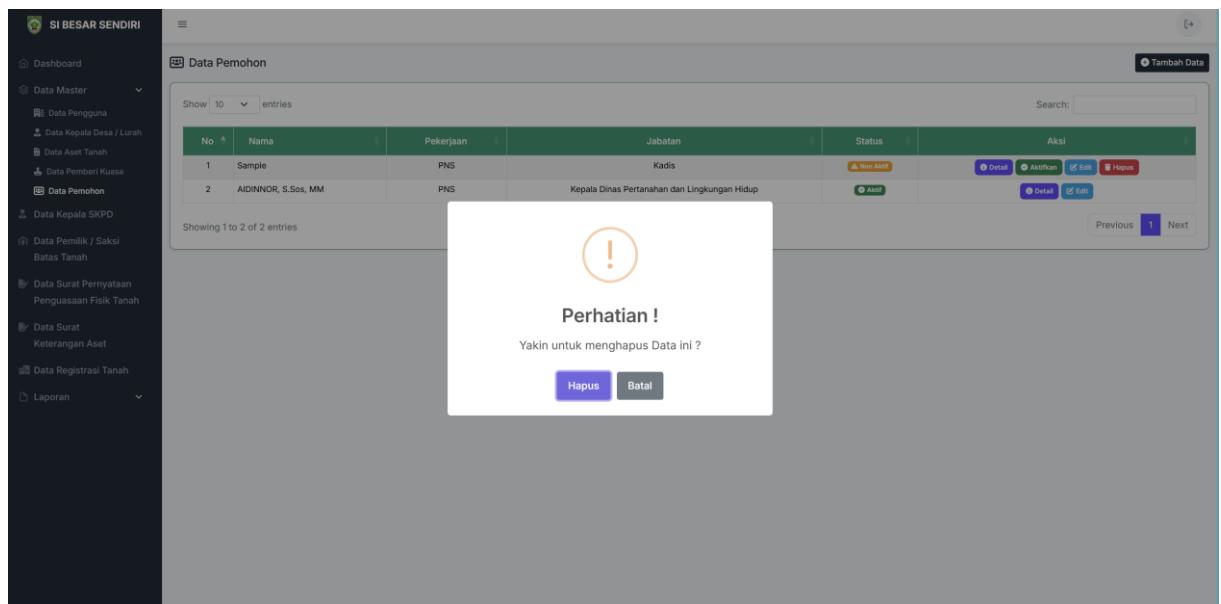 SI BESAR SENDIRI
Dashboard
Data Master
Data Pengguna
Data Kepala Desa / Lurah
Data Aset Tanah
Data Pemberi Kuasa
Data Pemohon
Data Kepala SKPD
Data Pemilik / Saksi
Batas Tanah
Data Surat Pernyataan
Penguasaan Fisik Tanah
Data Surat
Keterangan Aset
Data Registrasi Tanah
Laporan
Data Pemohon
Tambah Data
Show 10 entries
Search:
No Nama Pekerjaan Jabatan Status Aksi
1 Sample PNS Kadis Non Aktif Detail Aktifkan Edit Hapus
2 AIDINNOR, S.Sos, MM PNS Kepala Dinas Pertanahan dan Lingkungan Hidup Aktif Detail Edit
Showing 1 to 2 of 2 entries
Previous 1 Next
!
Perhatian !
Yakin untuk menghapus Data ini ?
Hapus Batal